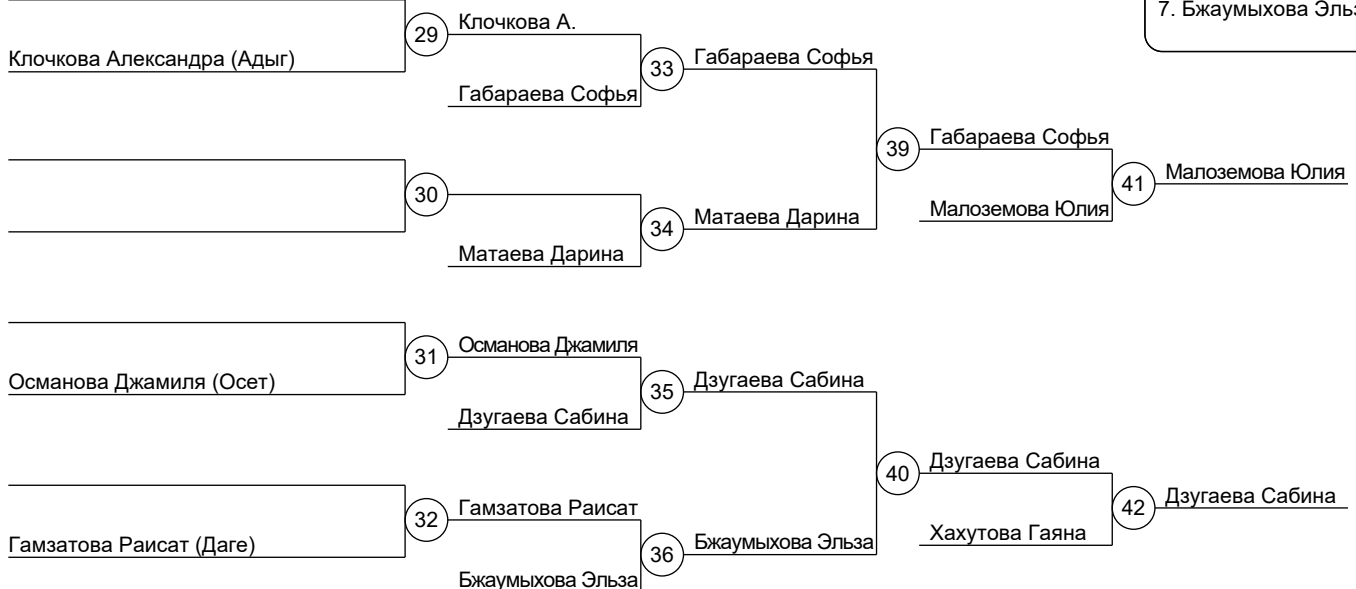 7. Бжаумыхова
29
Клочкова А.
Клочкова Александра (Адыг)
33
Габараева Софья
Габараева Софья
39
Габараева Софья
41
Малоземова Юлия
30
34
Матаева Дарина
Малоземова Юлия
Матаева Дарина
31
Османова Джамиля
Османова Джамиля (Осет)
35
Дзугаева Сабина
Дзугаева Сабина
40
Дзугаева Сабина
42
Дзугаева Сабина
32
Гамзатова Раисат
Гамзатова Раисат (Даге)
36
Бжаумыхова Эльза
Хахутова Гаяна
Бжаумыхова Эльза